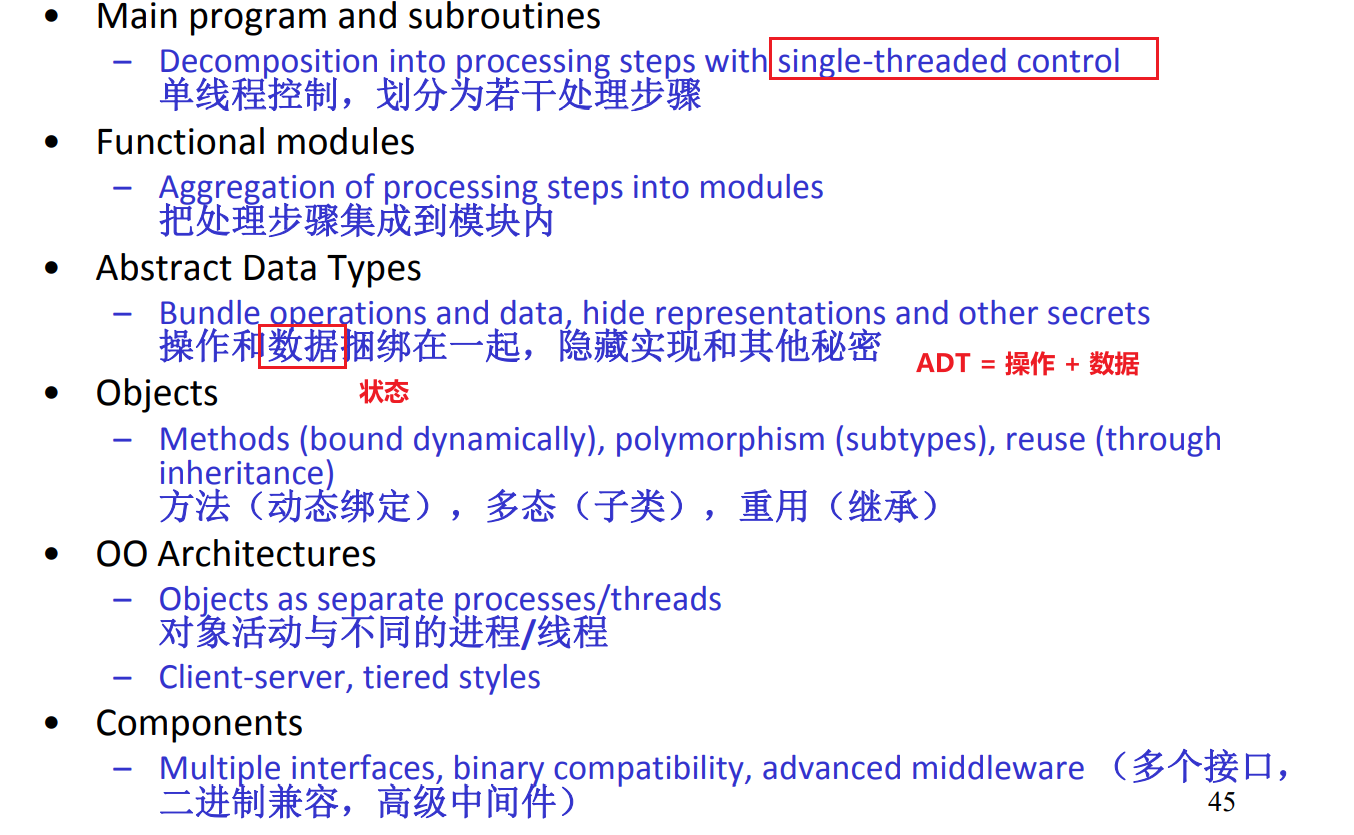 • Main program and subroutines
– Decomposition into processing steps with single-threaded control
单线程控制，划分为若干处理步骤
• Functional modules
– Aggregation of processing steps into modules
把处理步骤集成到模块内
• Abstract Data Types
– Bundle operations and data, hide representations and other secrets
操作和数据捆绑在一起，隐藏实现和其他秘密
ADT = 操作 + 数据
状态
• Objects
– Methods (bound dynamically), polymorphism (subtypes), reuse (through
inheritance)
方法（动态绑定），多态（子类），重用（继承）
• OO Architectures
– Objects as separate processes/threads
对象活动与不同的进程/线程
– Client-server, tiered styles
• Components
– Multiple interfaces, binary compatibility, advanced middleware （多个接口，
二进制兼容，高级中间件）
45